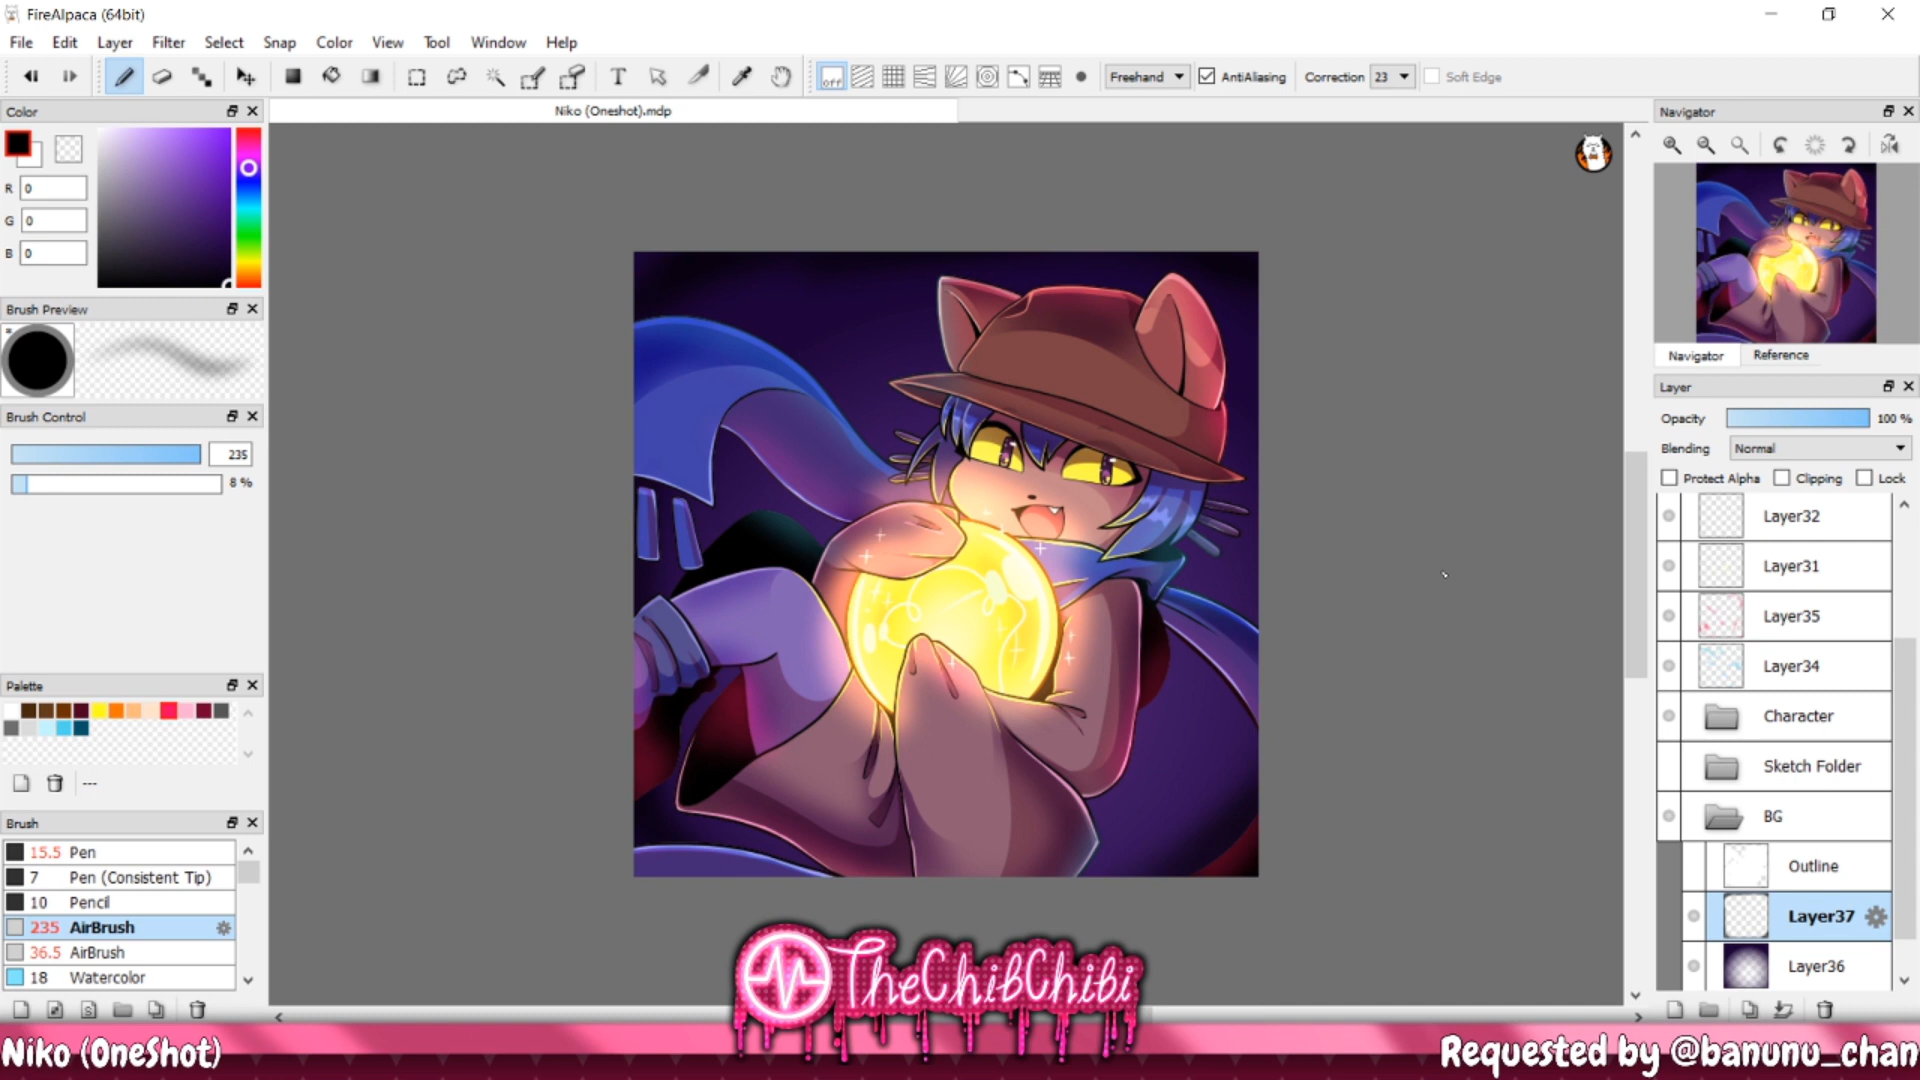 FireAlpaca (64bit)
File Edit Layer Filter Select Snap Color View Tool Window Help
off Freehand AntiAliasing Correction 23 Soft Edge
Color
R 0
G 0
B 0
Brush Preview
Brush Control
235
8 %
Palette
---
Brush
15.5 Pen
7 Pen (Consistent Tip)
10 Pencil
235 AirBrush
36.5 AirBrush
18 Watercolor
Niko (Oneshot).mdp
Navigator
Navigator Reference
Layer
Opacity 100 %
Blending Normal
Protect Alpha Clipping Lock
Layer32
Layer31
Layer35
Layer34
Character
Sketch Folder
BG
Outline
Layer37
Layer36
TheChibChibi
Niko (OneShot)
Requested by @banunu_chan